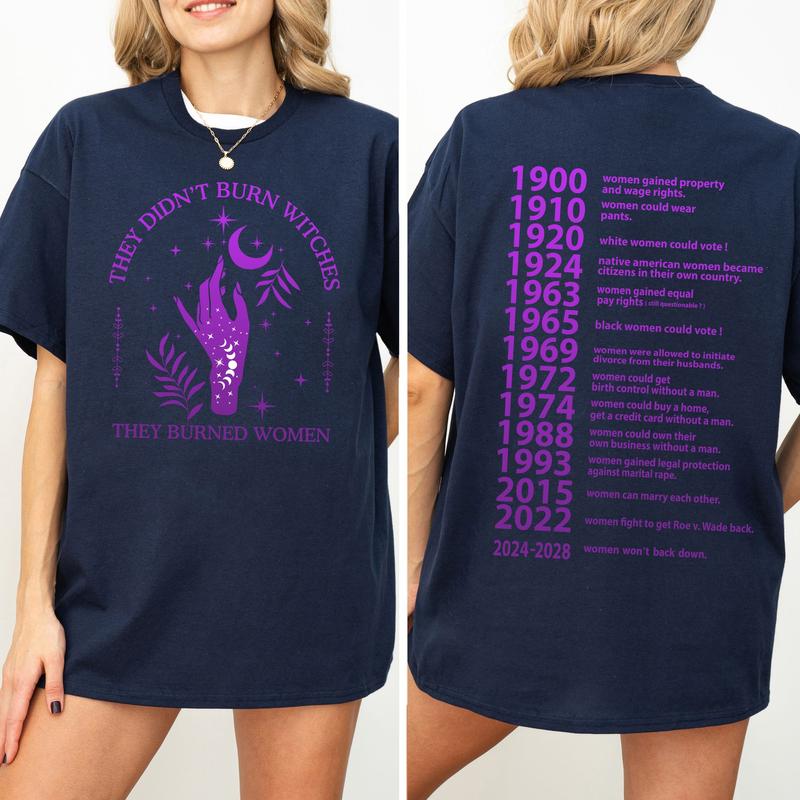 THEY DIDN'T BURN WITCHES
THEY BURNED WOMEN
1900 women gained property
and wage rights.
1910 women could wear
pants.
1920 white women could vote !
1924 native american women became
citizens in their own country.
1963 women gained equal
pay rights ( still questionable ? )
1965 black women could vote !
1969 women were allowed to initiate
divorce from their husbands.
1972 women could get
birth control without a man.
1974 women could buy a home,
get a credit card without a man.
1988 women could own their
own business without a man.
1993 women gained legal protection
against marital rape.
2015 women can marry each other.
2022 women fight to get Roe v. Wade back.
2024-2028 women won't back down.